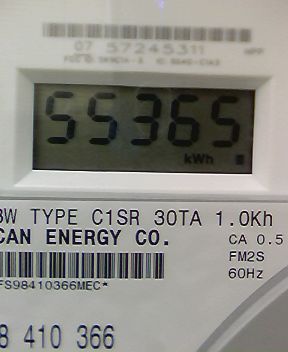 07 57245311
55365
kWh
3W TYPE C1SR 30TA 1.0Kh
CAN ENERGY CO. CA 0.5
FM2S
FS98410366MEC* 60Hz
8 410 366